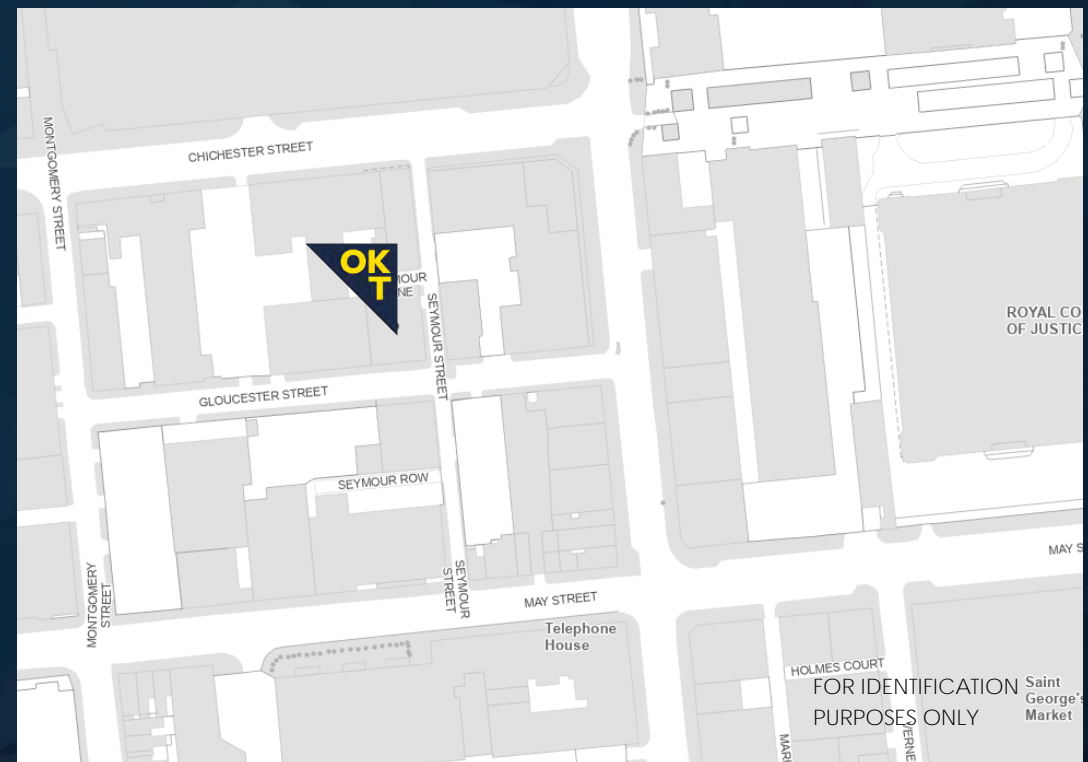 CHICHESTER STREET
MONTGOMERY STREET
OK
T
SEYMOUR STREET
ROYAL CO
OF JUSTIC
GLOUCESTER STREET
SEYMOUR ROW
MAY S
MONTGOMERY
STREET
SEYMOUR
STREET
MAY STREET
Telephone
House
HOLMES COURT
FOR IDENTIFICATION
PURPOSES ONLY
Saint
George's
Market